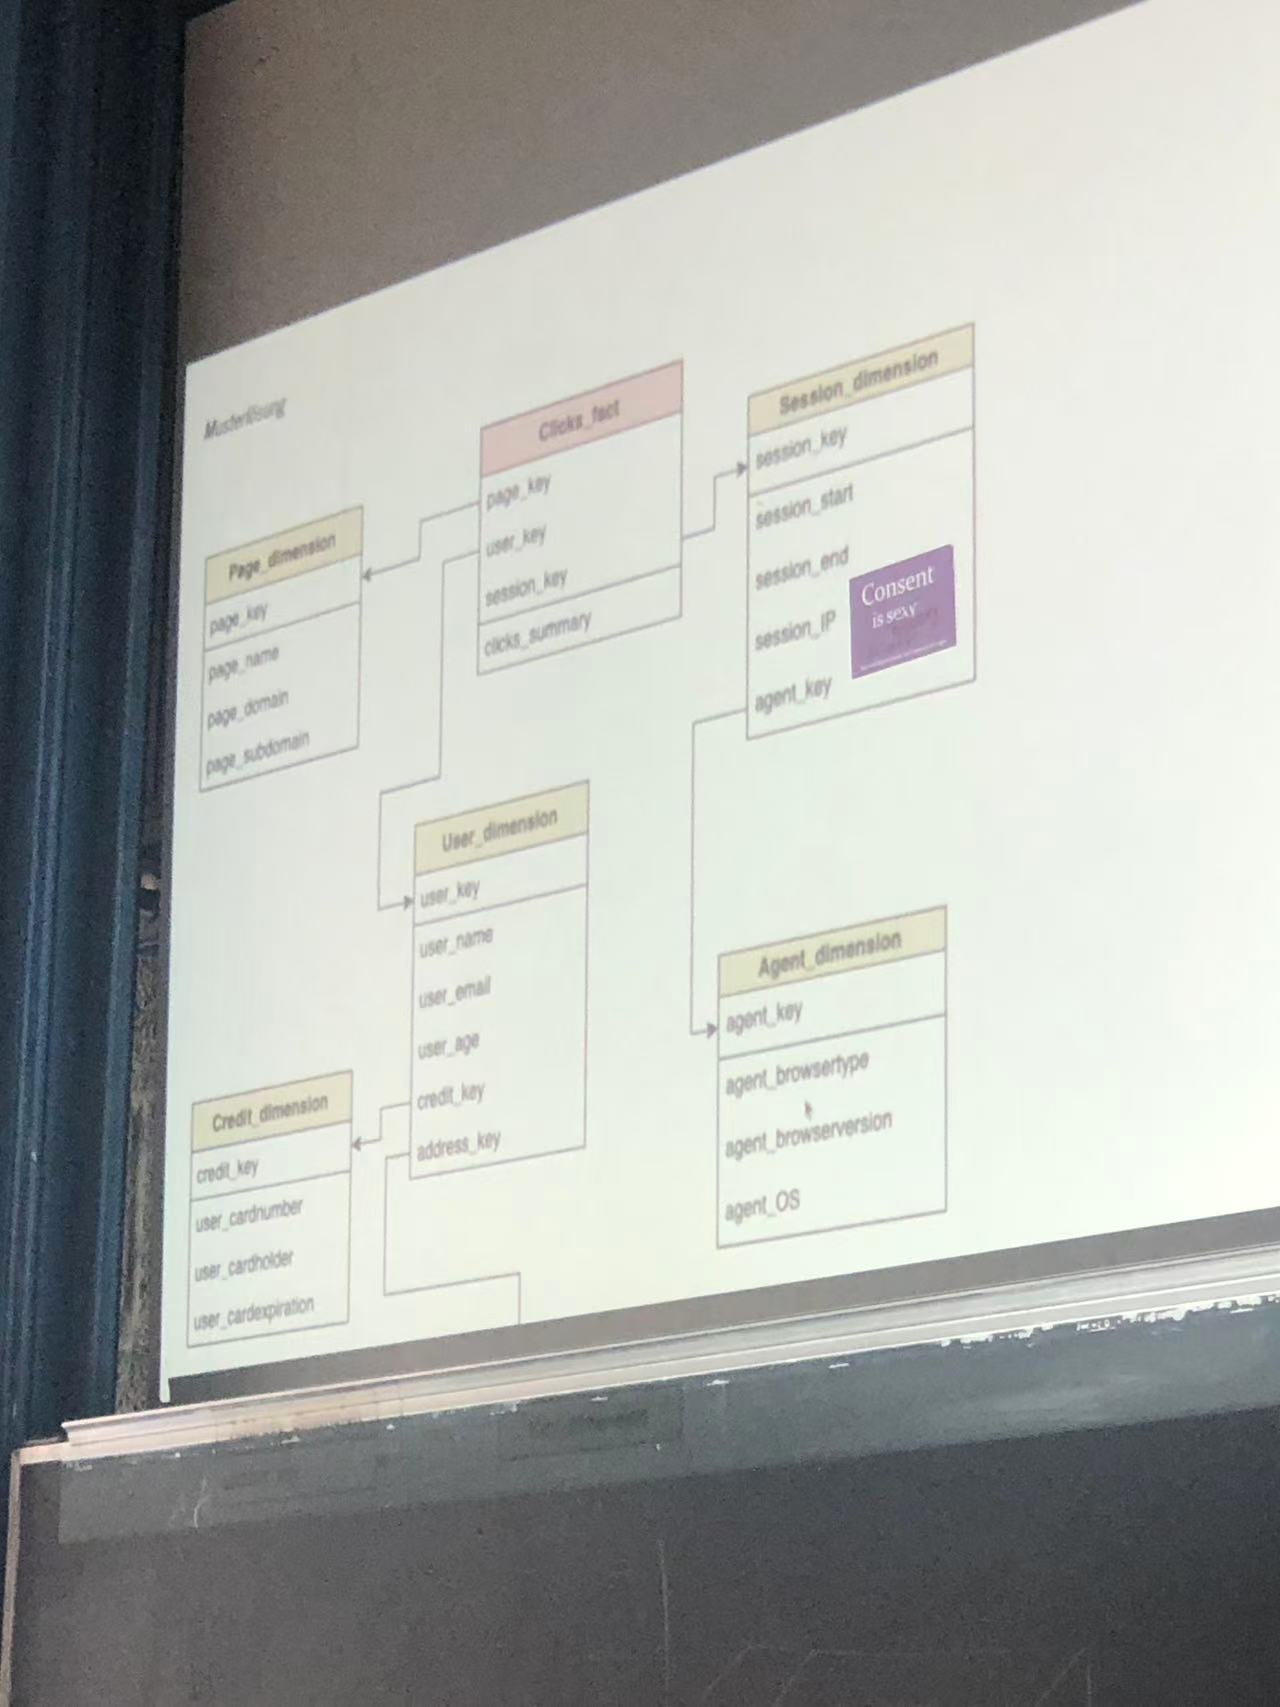 Musterlösung
Clicks_fact
page_key
user_key
session_key
clicks_summary
Session_dimension
session_key
session_start
session_end
session_IP
agent_key
Consent
is sexy
Page_dimension
page_key
page_name
page_domain
page_subdomain
User_dimension
user_key
user_name
user_email
user_age
credit_key
address_key
Agent_dimension
agent_key
agent_browsertype
agent_browserversion
agent_OS
Credit_dimension
credit_key
user_cardnumber
user_cardholder
user_cardexpiration